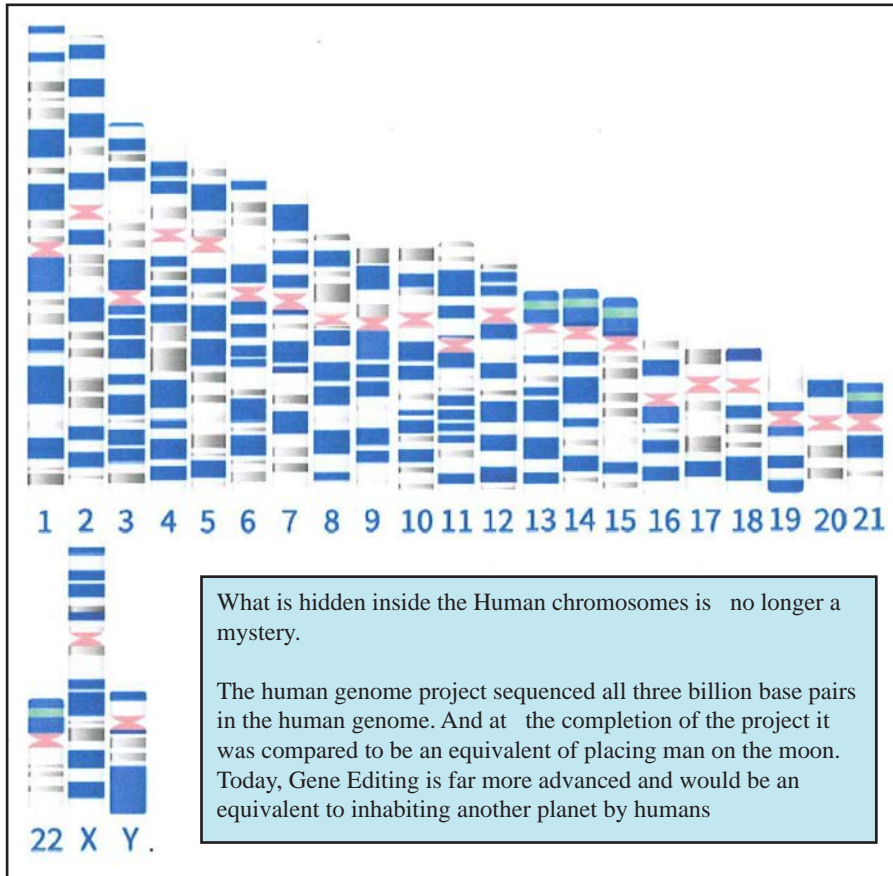 1 2 3 4 5 6 7 8 9 10 11 12 13 14 15 16 17 18 19 20 21
22 X Y .
What is hidden inside the Human chromosomes is no longer a
mystery.
The human genome project sequenced all three billion base pairs
in the human genome. And at the completion of the project it
was compared to be an equivalent of placing man on the moon.
Today, Gene Editing is far more advanced and would be an
equivalent to inhabiting another planet by humans